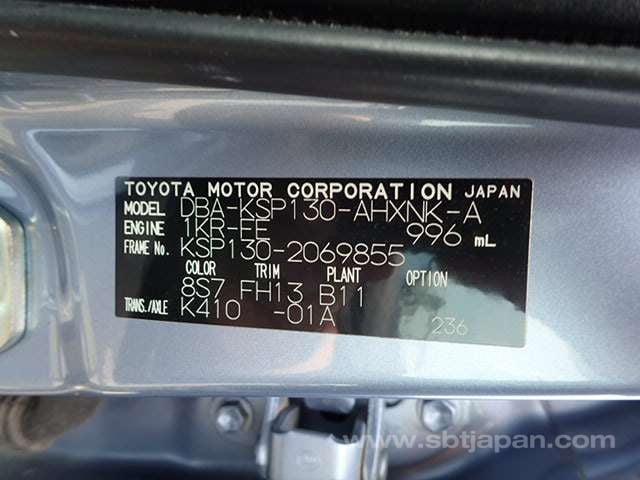 TOYOTA MOTOR CORPORATION JAPAN
MODEL DBA-KSP130-AHXNK-A
ENGINE 1KR-FE 996 mL
FRAME No. KSP130-2069855
COLOR TRIM PLANT OPTION
8S7 FH13 B11
TRANS./AXLE K410 -01A
236
www.sbtjapan.com